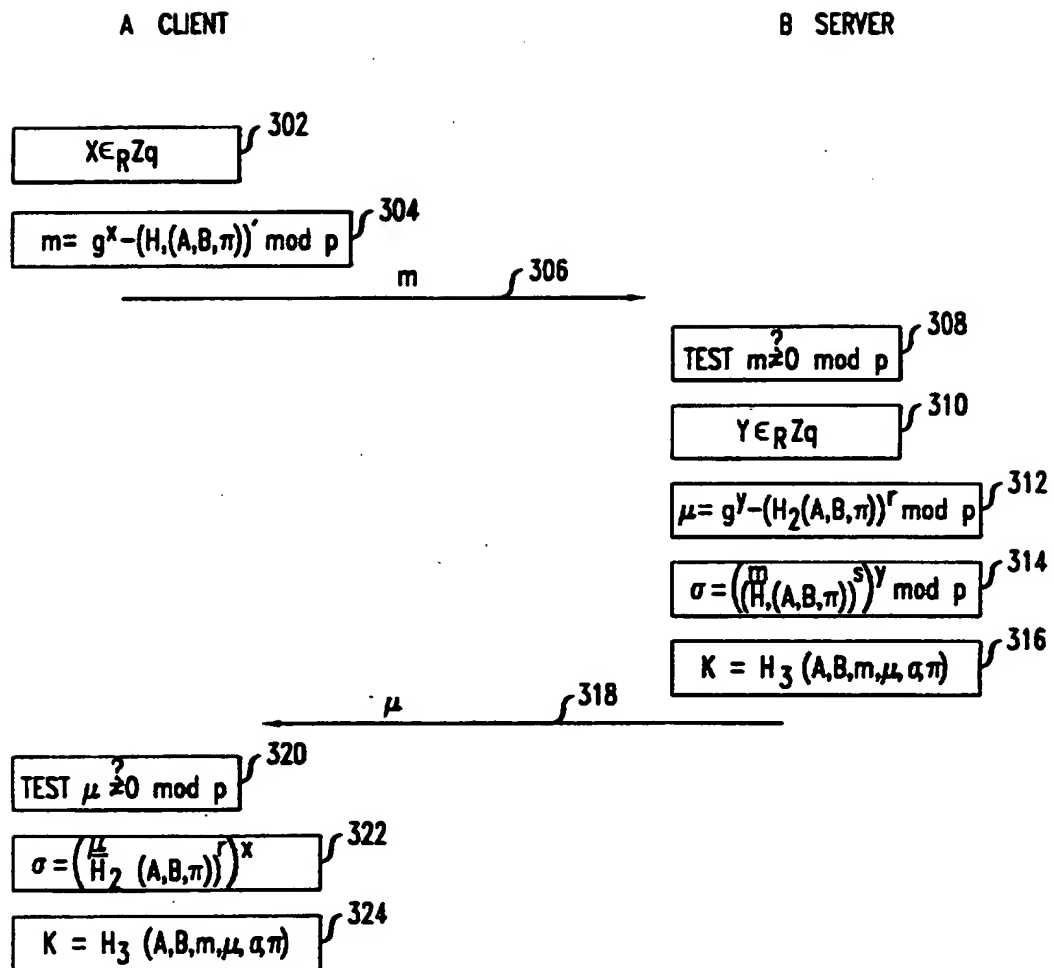 A CLIENT B SERVER
302
X∈RZq
304
m= g^x-(H,(A,B,π))' mod p
m 306
308
TEST m≟̸0 mod p
310
Y∈RZq
312
μ= g^y-(H2(A,B,π))^r mod p
314
σ=(m/(H,(A,B,π))^s)^y mod p
316
K = H3 (A,B,m,μ,σ,π)
μ 318
320
TEST μ ≟̸0 mod p
322
σ=(μ/H2 (A,B,π))^r)^x
324
K = H3 (A,B,m,μ,σ,π)